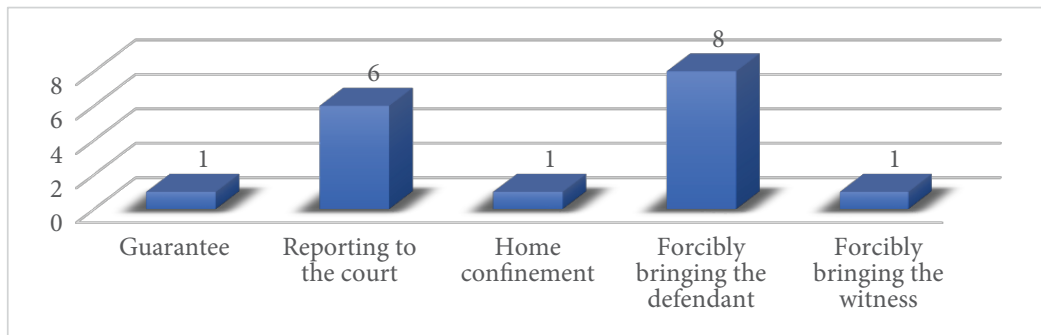 8
6
4
2
0
1
6
1
8
1
Guarantee
Reporting to
the court
Home
confinement
Forcibly
bringing the
defendant
Forcibly
bringing the
witness